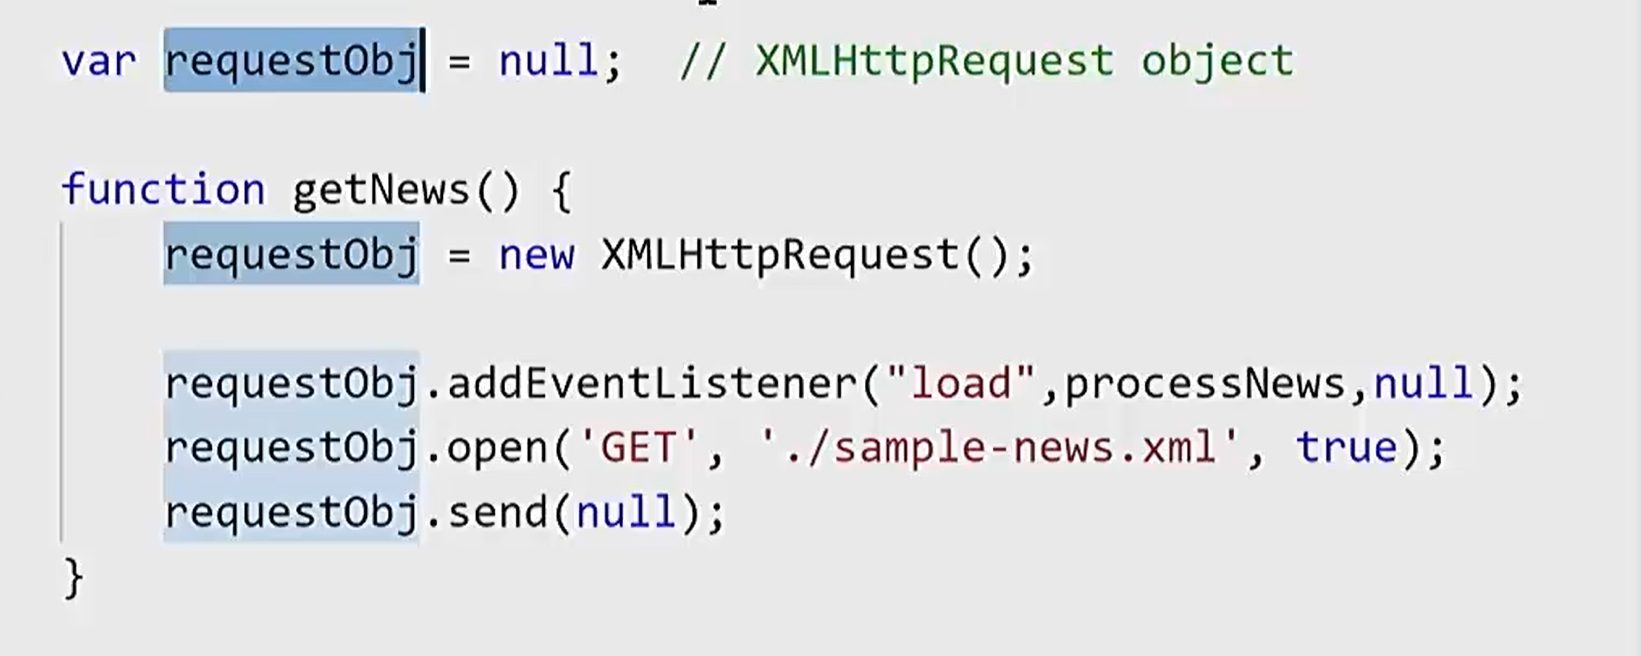 var requestObj = null;  // XMLHttpRequest object
function getNews() {
requestObj = new XMLHttpRequest();
requestObj.addEventListener("load",processNews,null);
requestObj.open('GET', './sample-news.xml', true);
requestObj.send(null);
}